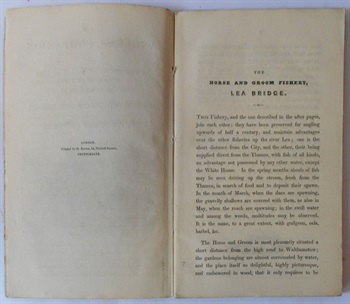 LONDON:
THE
HORSE AND GROOM FISHERY,
LEA BRIDGE.
THIS Fishery, and the one described in the after pages,
join each other: they have been preserved for angling
upwards of half a century, and maintain advantages
over the other fisheries up the river Lea; one is the
short distance from the City, and the other, their being
supplied direct from the Thames, with fish of all kinds,
an advantage not possessed by any other water, except
the White House. In the spring months shoals of fish
may be seen driving up the stream, fresh from the
Thames, in search of food and to deposit their spawn.
In the month of March, when the dace are spawning,
the gravelly shallows are covered with them, as also in
May, when the roach are spawning; in the swift water
and among the weeds, multitudes may be observed.
It is the same, to a great extent, with gudgeon, eels,
barbel, &c.
The Horse and Groom is most pleasantly situated a
short distance from the high road to Walthamstow;
the gardens belonging are almost surrounded by water,
and the place itself so delightful, highly picturesque,
and embowered in wood, that it only requires to be